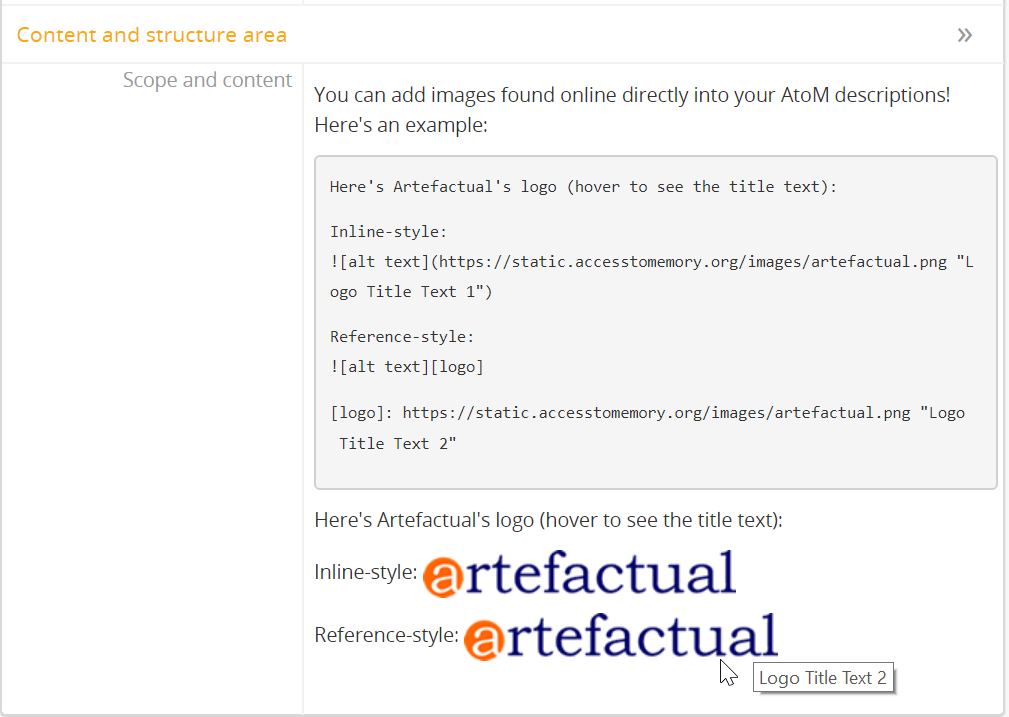 Content and structure area »
Scope and content
You can add images found online directly into your AtoM descriptions!
Here's an example:
Here's Artefactual's logo (hover to see the title text):
Inline-style:
![alt text](https://static.accesstomemory.org/images/artefactual.png "L
ogo Title Text 1")
Reference-style:
![alt text][logo]
[logo]: https://static.accesstomemory.org/images/artefactual.png "Logo
Title Text 2"
Here's Artefactual's logo (hover to see the title text):
Inline-style: artefactual
Reference-style: artefactual
Logo Title Text 2